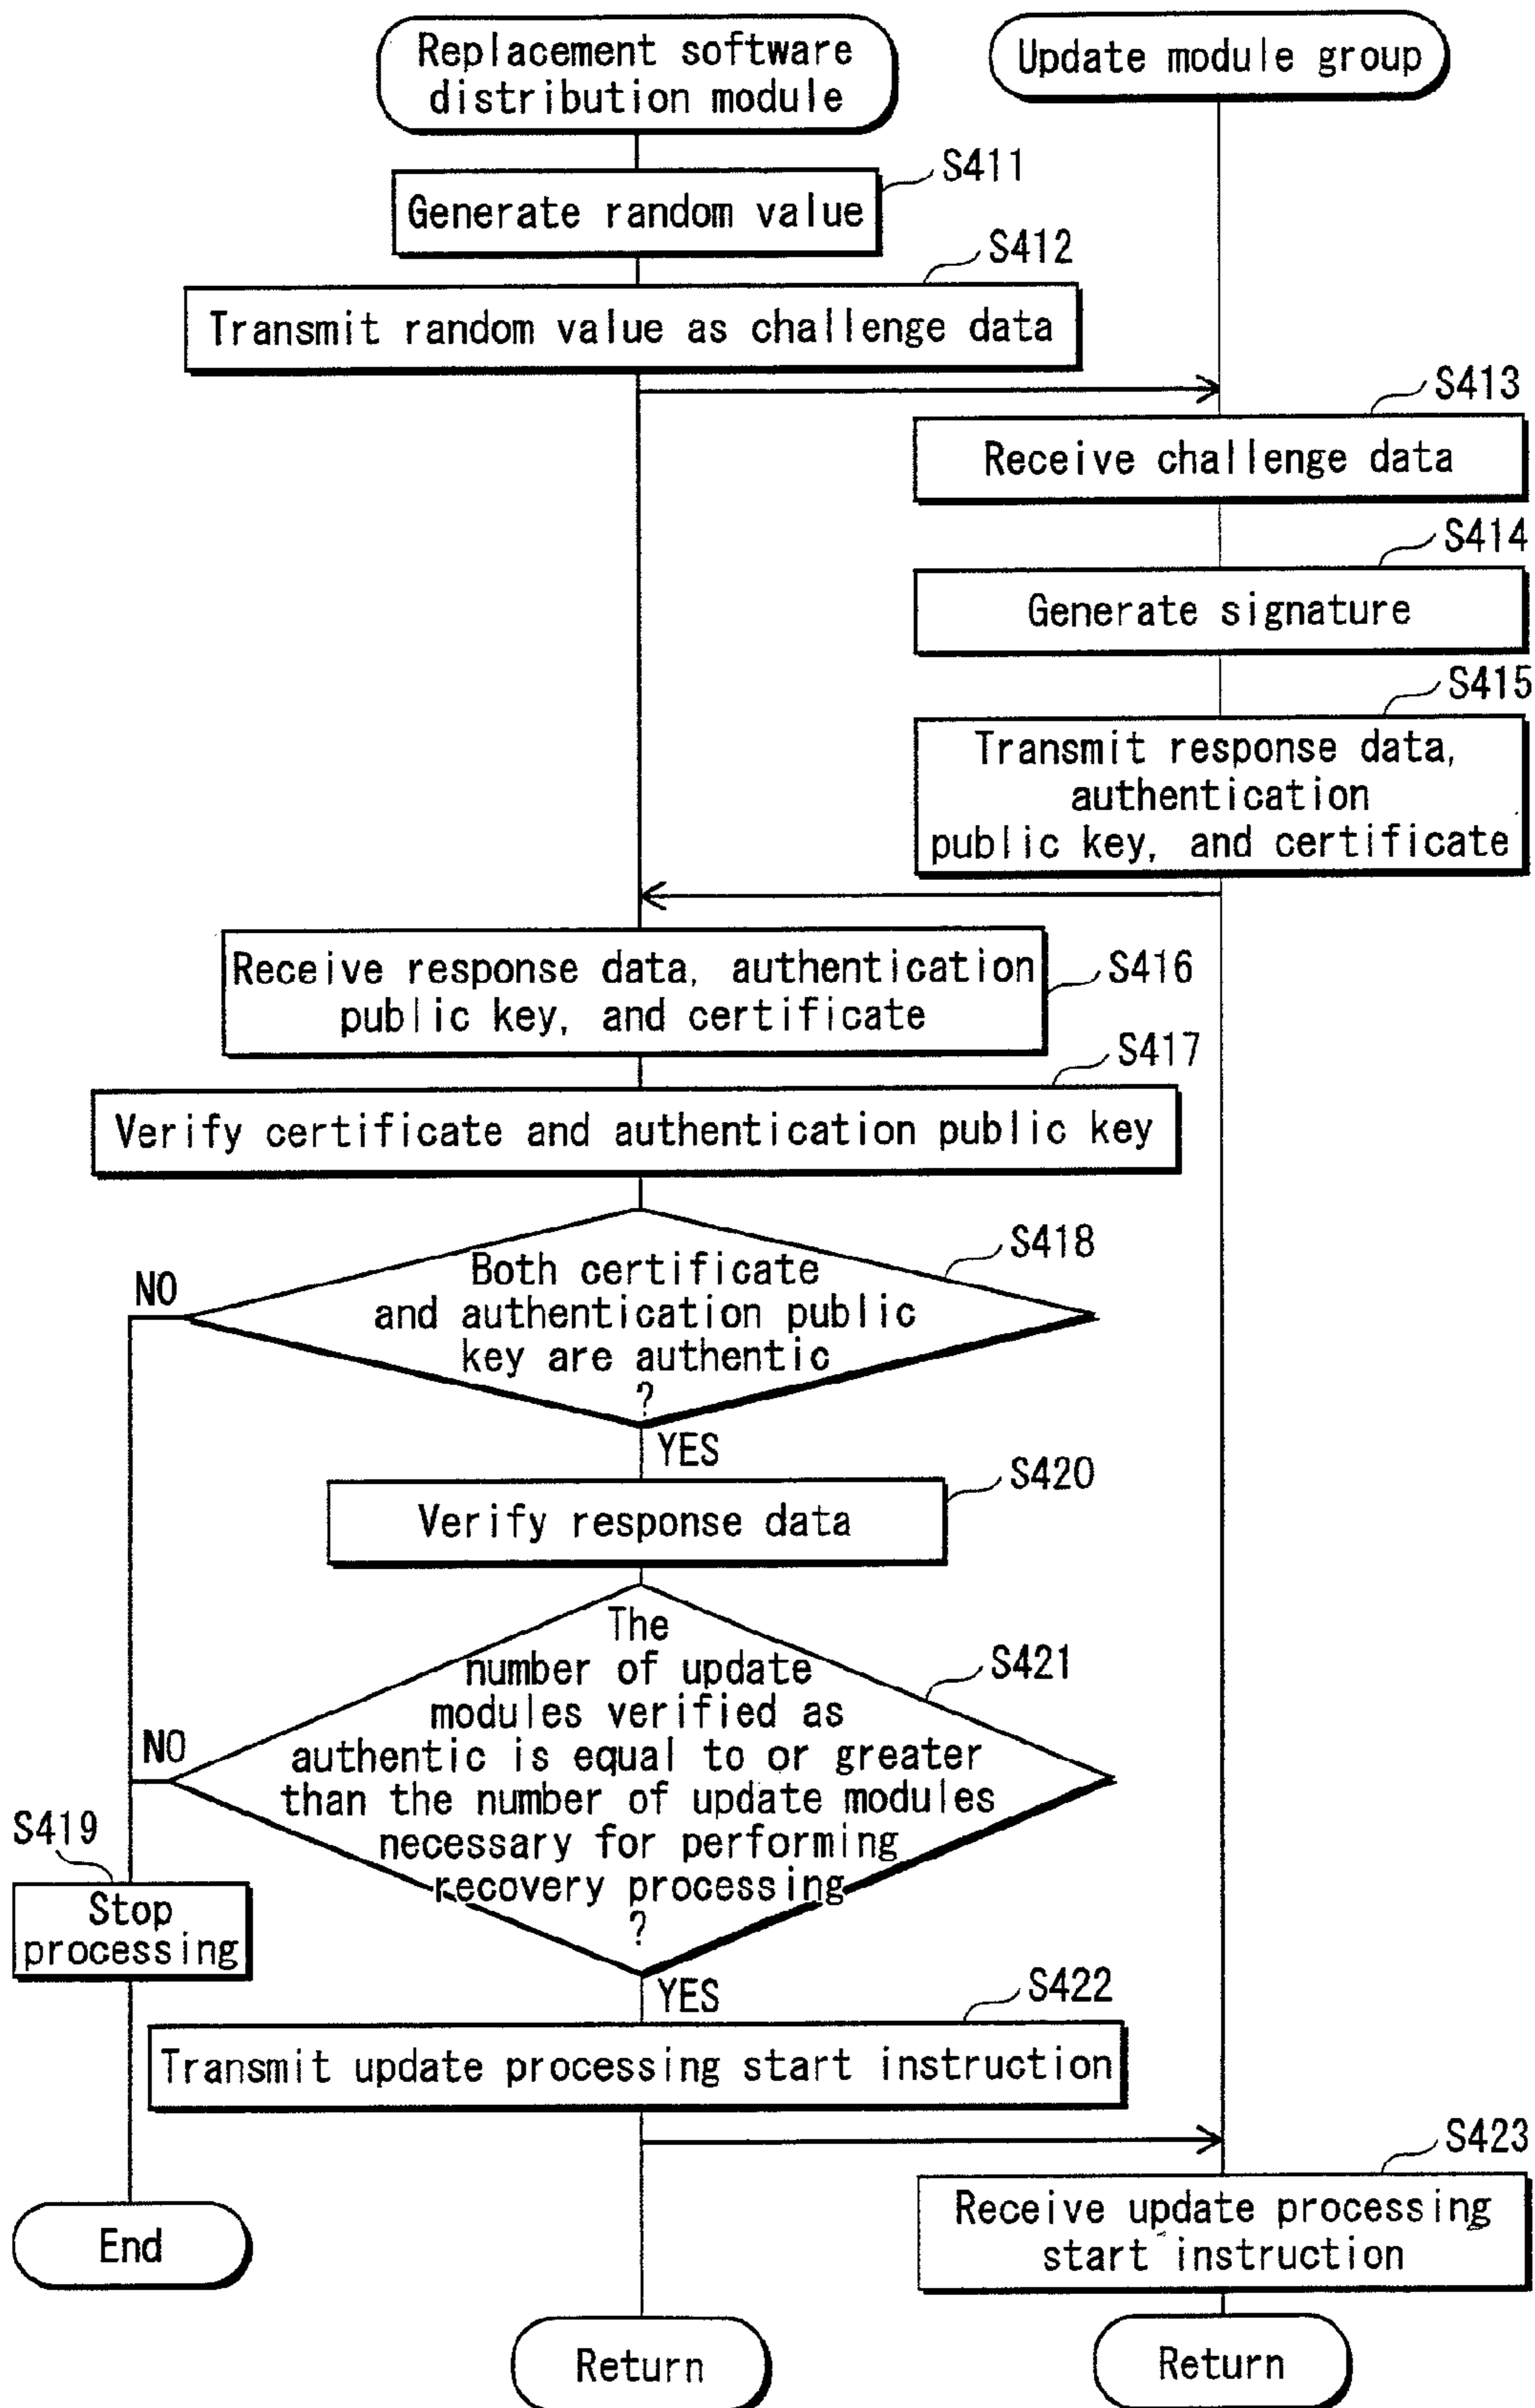 Replacement software
distribution module
Update module group
S411
Generate random value
S412
Transmit random value as challenge data
S413
Receive challenge data
S414
Generate signature
S415
Transmit response data,
authentication
public key, and certificate
Receive response data, authentication
public key, and certificate
S416
S417
Verify certificate and authentication public key
S418
NO
Both certificate
and authentication public
key are authentic
?
YES
S420
Verify response data
S421
NO
The
number of update
modules verified as
authentic is equal to or greater
than the number of update modules
necessary for performing
recovery processing
?
S419
Stop
processing
YES
S422
Transmit update processing start instruction
S423
Receive update processing
start instruction
End
Return
Return